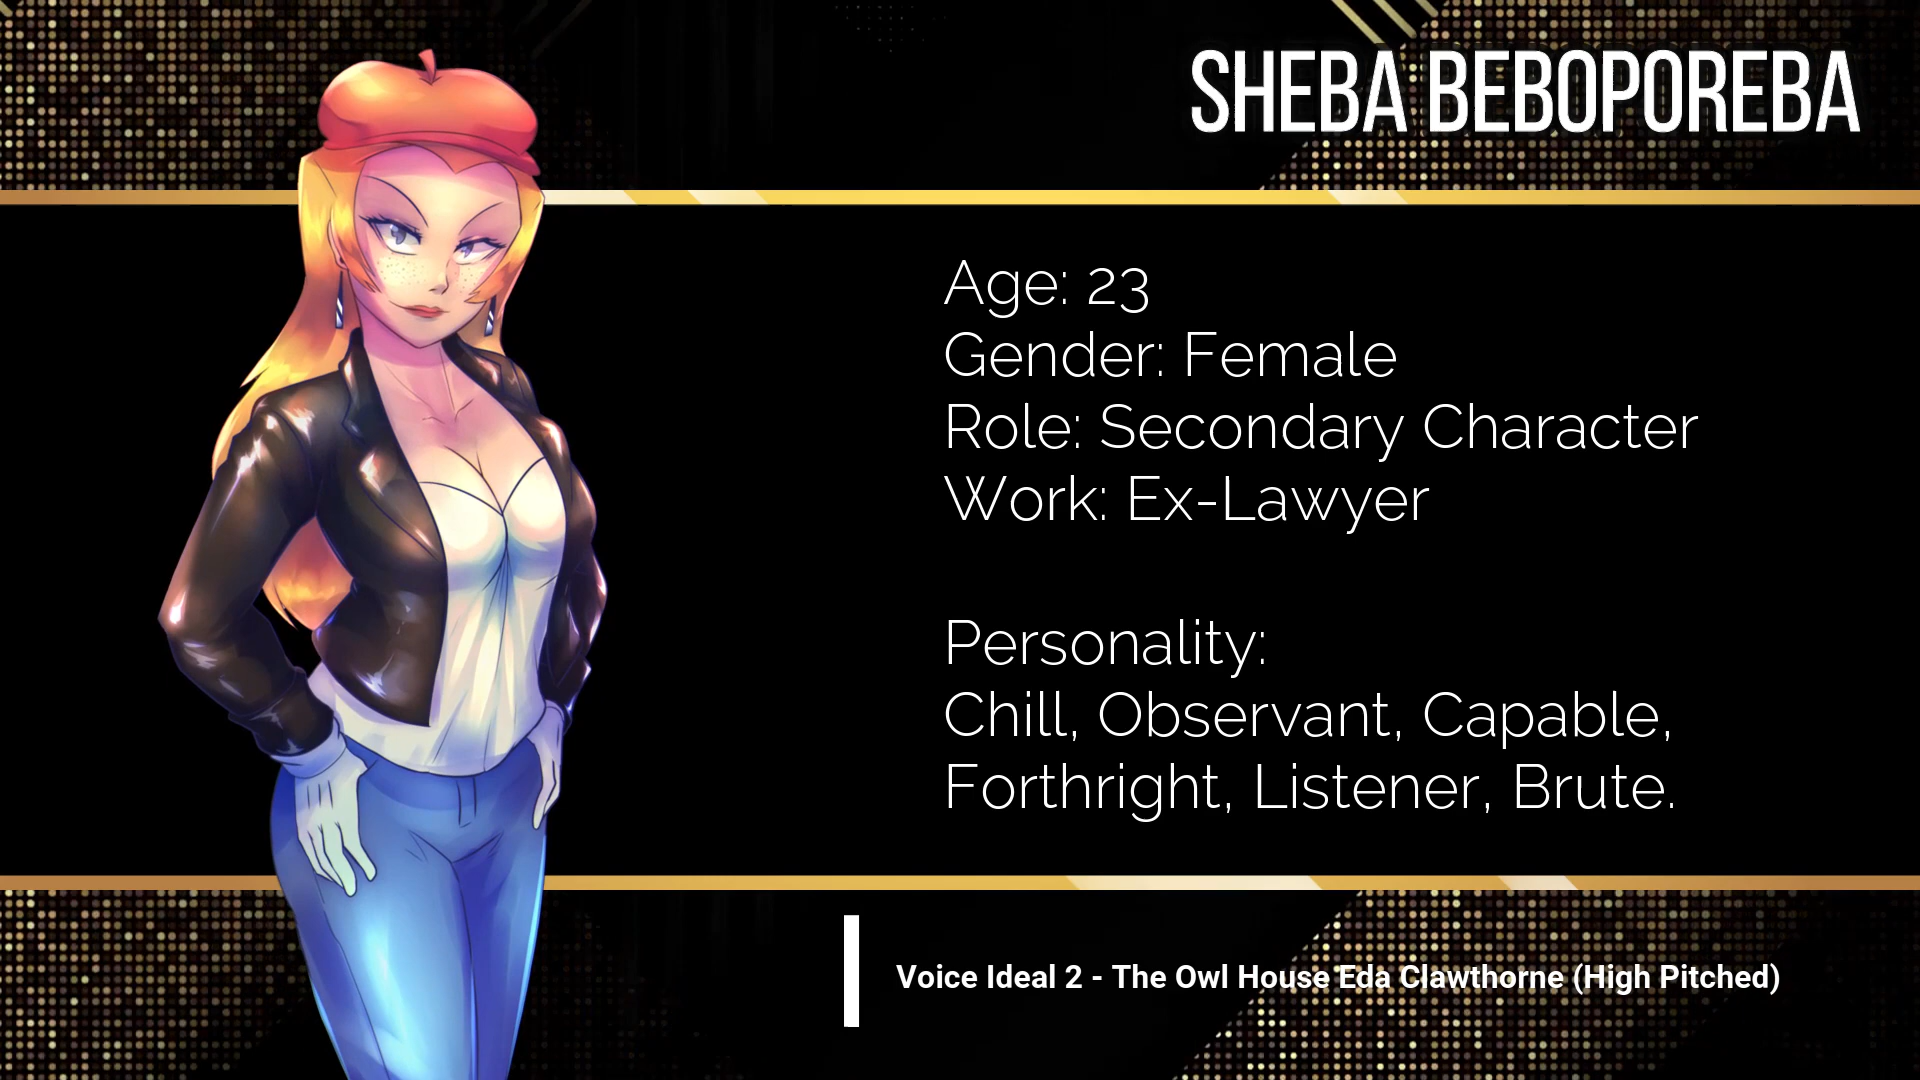 SHEBA BEBOPOREBA
Age: 23
Gender: Female
Role: Secondary Character
Work: Ex-Lawyer
Personality:
Chill, Observant, Capable,
Forthright, Listener, Brute.
Voice Ideal 2 - The Owl House Eda Clawthorne (High Pitched)